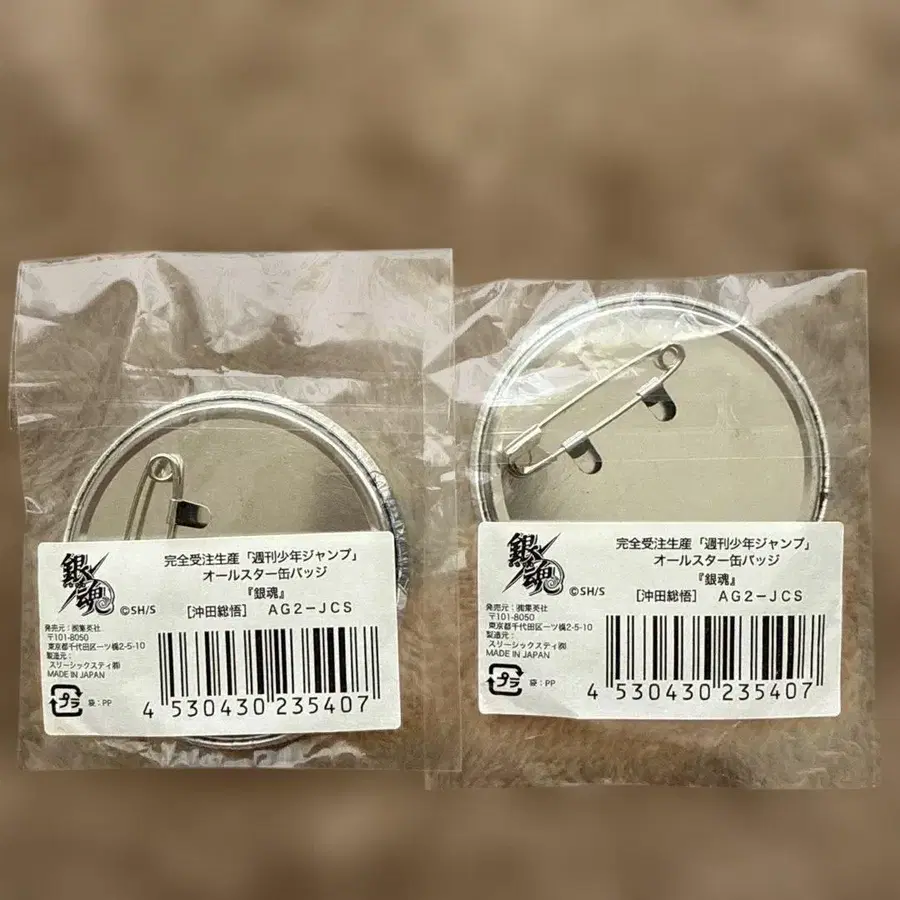 銀魂
©SH/S
完全受注生産「週刊少年ジャンプ」
オールスター缶バッジ
『銀魂』
[沖田総悟] AG2-JCS
発売元：㈱集英社
〒101-8050
東京都千代田区一ツ橋2-5-10
製造元：
スリーシックスティ㈱
MADE IN JAPAN
プラ 袋：PP
4 530430 235407
銀魂
©SH/S
完全受注生産「週刊少年ジャンプ」
オールスター缶バッジ
『銀魂』
[沖田総悟] AG2-JCS
発売元：㈱集英社
〒101-8050
東京都千代田区一ツ橋2-5-10
製造元：
スリーシックスティ㈱
MADE IN JAPAN
プラ 袋：PP
4 530430 235407